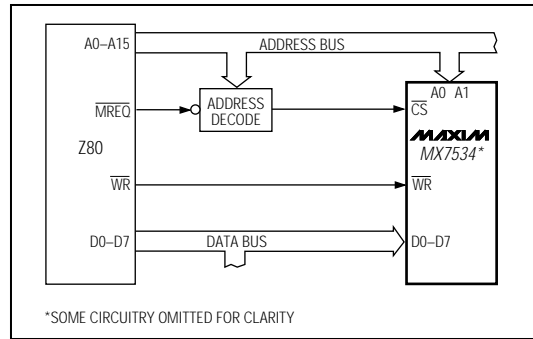 A0–A15
ADDRESS BUS
A0 A1
MREQ
ADDRESS
DECODE
CS
MAXIM
MX7534*
Z80
WR
WR
D0–D7
DATA BUS
D0–D7
*SOME CIRCUITRY OMITTED FOR CLARITY